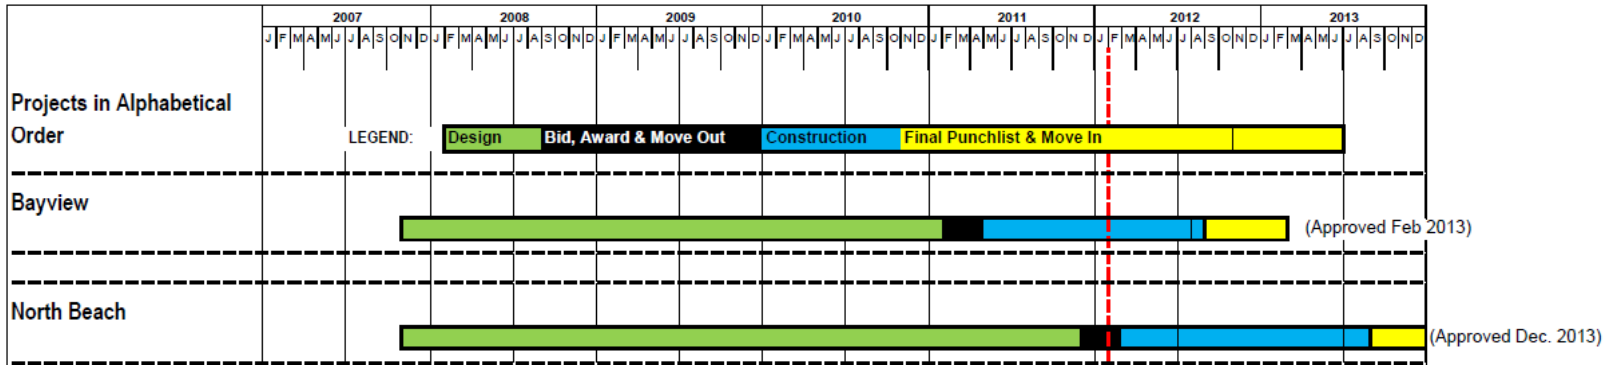 2007 2008 2009 2010 2011 2012 2013
J F M A M J J A S O N D J F M A M J J A S O N D J F M A M J J A S O N D J F M A M J J A S O N D J F M A M J J A S O N D J F M A M J J A S O N D J F M A M J J A S O N D
Projects in Alphabetical
Order
LEGEND: Design Bid, Award & Move Out Construction Final Punchlist & Move In
Bayview
(Approved Feb 2013)
North Beach
(Approved Dec. 2013)